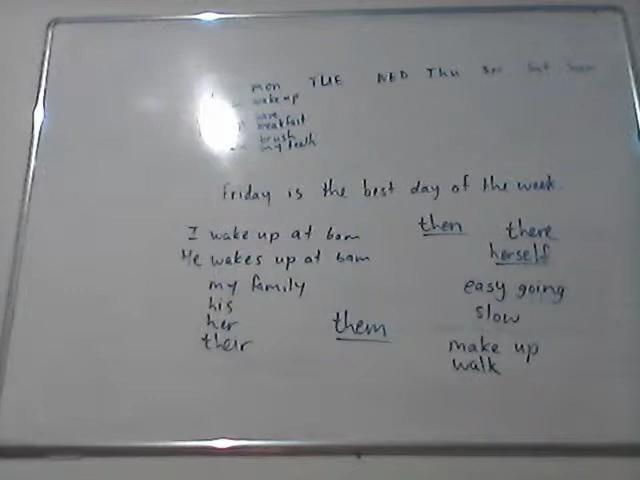 mon TUE WED Thu
wake up
have
breakfast
brush
my teeth
Friday is the best day of the week.
I wake up at 6am
He wakes up at 6am
my family
his
her
their
them
then there
herself
easy going
slow
make up
walk